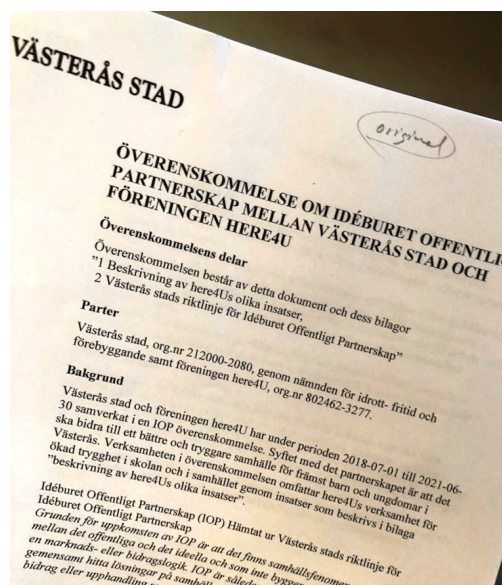 VÄSTERÅS STAD
original
ÖVERENSKOMMELSE OM IDÉBURET OFFENTLI
PARTNERSKAP MELLAN VÄSTERÅS STAD OCH
FÖRENINGEN HERE4U
Överenskommelsens delar
Överenskommelsen består av detta dokument och dess bilagor
”1 Beskrivning av here4Us olika insatser,
2 Västerås stads riktlinje för Idéburet Offentligt Partnerskap”
Parter
Västerås stad, org.nr 212000-2080, genom nämnden för idrott- fritid och
förebyggande samt föreningen here4U, org.nr 802462-3277.
Bakgrund
Västerås stad och föreningen here4U har under perioden 2018-07-01 till 2021-06-
30 samverkat i en IOP överenskommelse. Syftet med det partnerskapet är att det
ska bidra till ett bättre och tryggare samhälle för främst barn och ungdomar i
Västerås. Verksamheten i överenskommelsen omfattar here4Us verksamhet för
ökad trygghet i skolan och i samhället genom insatser som beskrivs i bilaga
”beskrivning av here4Us olika insatser”.
Idéburet Offentligt Partnerskap (IOP) Hämtat ur Västerås stads riktlinje för
Idéburet Offentligt Partnerskap
Grunden för uppkomsten av IOP är att det finns samhällsfenome
mellan det offentliga och det ideella och som inte bygge
en marknads- eller bidragslogik. IOP är således
gemensamt hitta lösningar på samhäll
bidrag eller upphandling